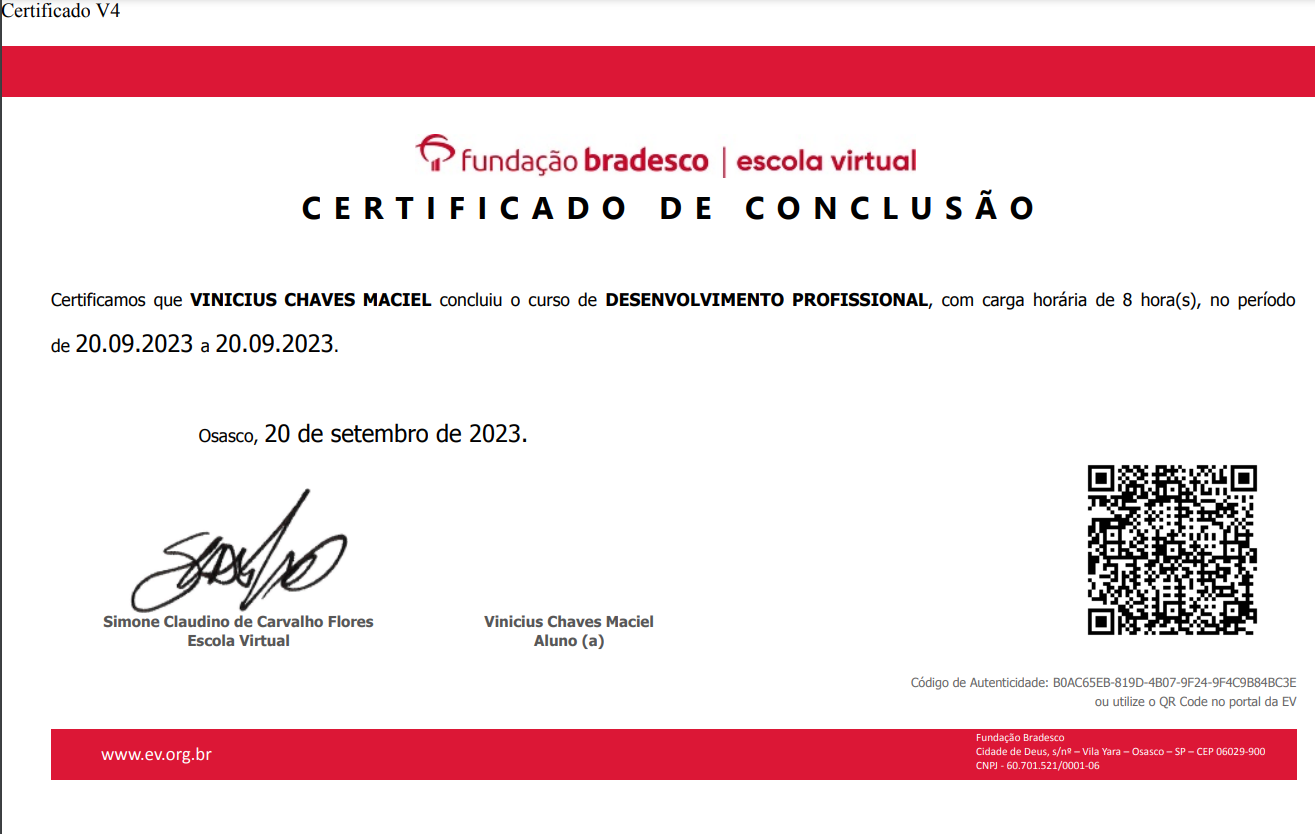 Certificado V4
fundação bradesco | escola virtual
CERTIFICADO DE CONCLUSÃO
Certificamos que VINICIUS CHAVES MACIEL concluiu o curso de DESENVOLVIMENTO PROFISSIONAL, com carga horária de 8 hora(s), no período
de 20.09.2023 a 20.09.2023.
Osasco, 20 de setembro de 2023.
Simone Claudino de Carvalho Flores
Escola Virtual
Vinicius Chaves Maciel
Aluno (a)
Código de Autenticidade: B0AC65EB-819D-4B07-9F24-9F4C9B84BC3E
ou utilize o QR Code no portal da EV
www.ev.org.br
Fundação Bradesco
Cidade de Deus, s/nº – Vila Yara – Osasco – SP – CEP 06029-900
CNPJ - 60.701.521/0001-06